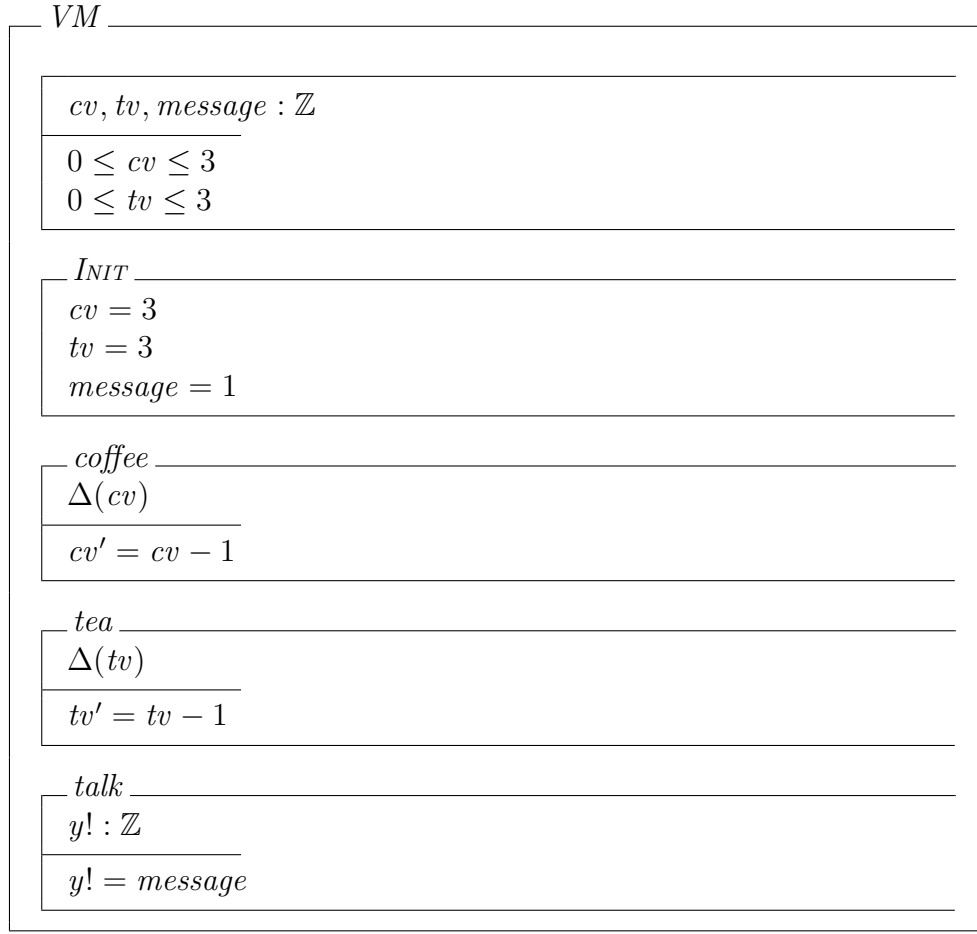 VM
cv, tv, message : ℤ
0 ≤ cv ≤ 3
0 ≤ tv ≤ 3
INIT
cv = 3
tv = 3
message = 1
coffee
Δ(cv)
cv′ = cv − 1
tea
Δ(tv)
tv′ = tv − 1
talk
y! : ℤ
y! = message